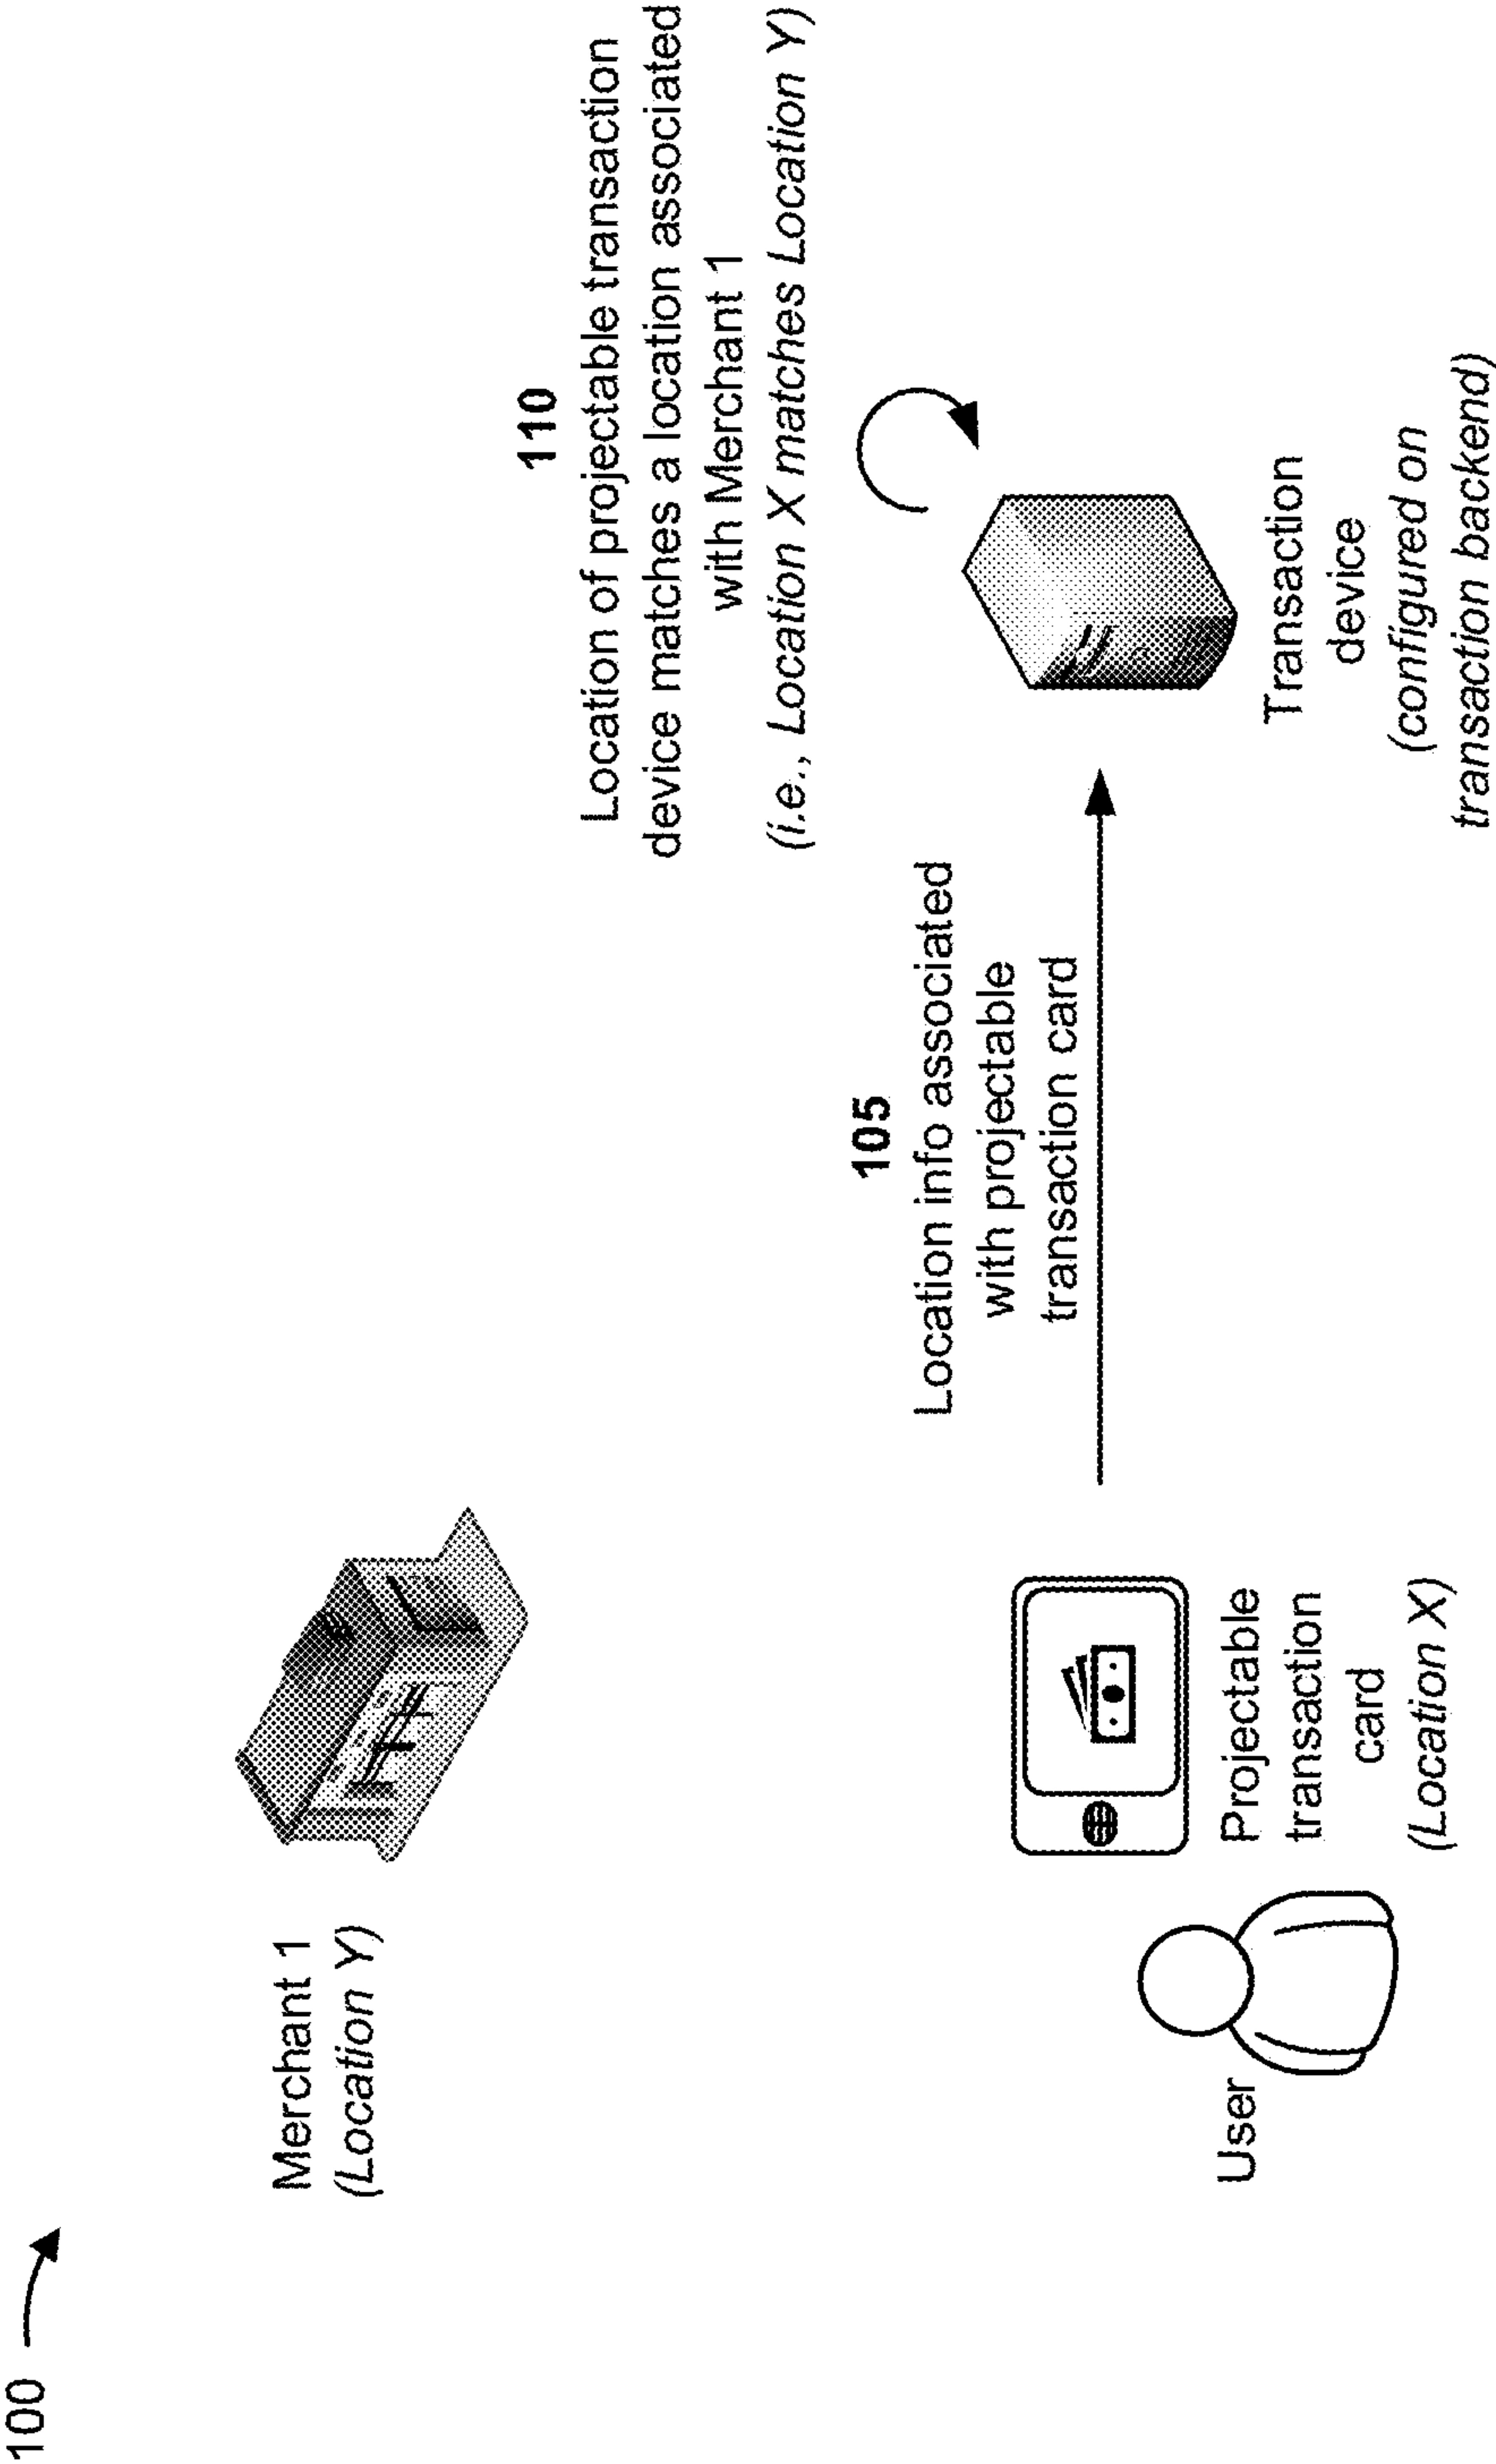 100
Merchant 1
(Location Y)
110
Location of projectable transaction
device matches a location associated
with Merchant 1
(i.e., Location X matches Location Y)
105
Location info associated
with projectable
transaction card
User
Projectable
transaction
card
(Location X)
Transaction
device
(configured on
transaction backend)